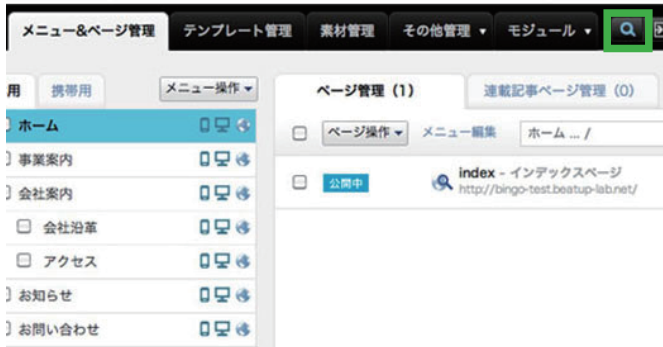 メニュー&ページ管理 テンプレート管理 素材管理 その他管理 ▼ モジュール ▼
用 携帯用 メニュー操作 ▼ ページ管理 (1) 連載記事ページ管理 (0)
ホーム ページ操作 ▼ メニュー編集 ホーム ... /
事業案内
公開中 index - インデックスページ
http://bingo-test.beatup-lab.net/
会社案内
会社沿革
アクセス
お知らせ
お問い合わせ